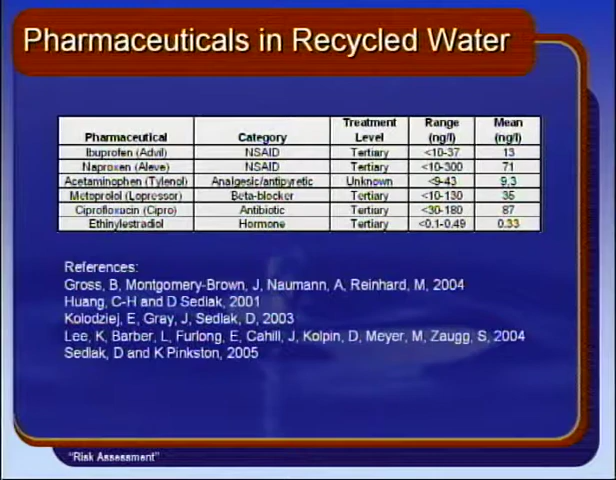 Pharmaceuticals in Recycled Water
Pharmaceutical Category Treatment Level Range (ng/l) Mean (ng/l)
Ibuprofen (Advil) NSAID Tertiary <10-37 13
Naproxen (Aleve) NSAID Tertiary <10-300 71
Acetaminophen (Tylenol) Analgesic/antipyretic Unknown <9-43 9.3
Metoprolol (Lopressor) Beta-blocker Tertiary <10-130 35
Ciprofloxacin (Cipro) Antibiotic Tertiary <30-180 87
Ethinylestradiol Hormone Tertiary <0.1-0.49 0.33
References:
Gross, B, Montgomery-Brown, J, Naumann, A, Reinhard, M, 2004
Huang, C-H and D Sedlak, 2001
Kolodziej, E, Gray, J, Sedlak, D, 2003
Lee, K, Barber, L, Furlong, E, Cahill, J, Kolpin, D, Meyer, M, Zaugg, S, 2004
Sedlak, D and K Pinkston, 2005
"Risk Assessment"